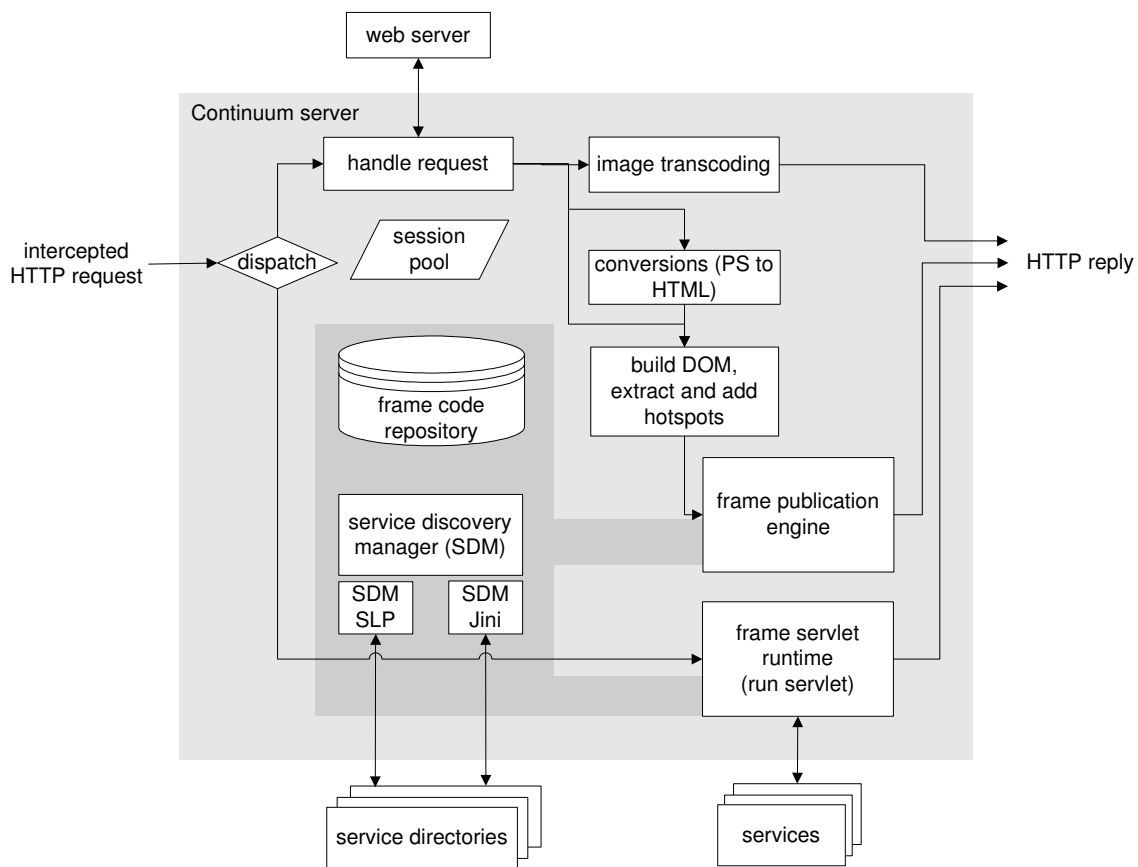 web server
Continuum server
handle request
image transcoding
intercepted
HTTP request
dispatch
session
pool
conversions (PS to
HTML)
HTTP reply
build DOM,
extract and add
hotspots
frame code
repository
service discovery
manager (SDM)
frame publication
engine
SDM
SLP
SDM
Jini
frame servlet
runtime
(run servlet)
service directories
services